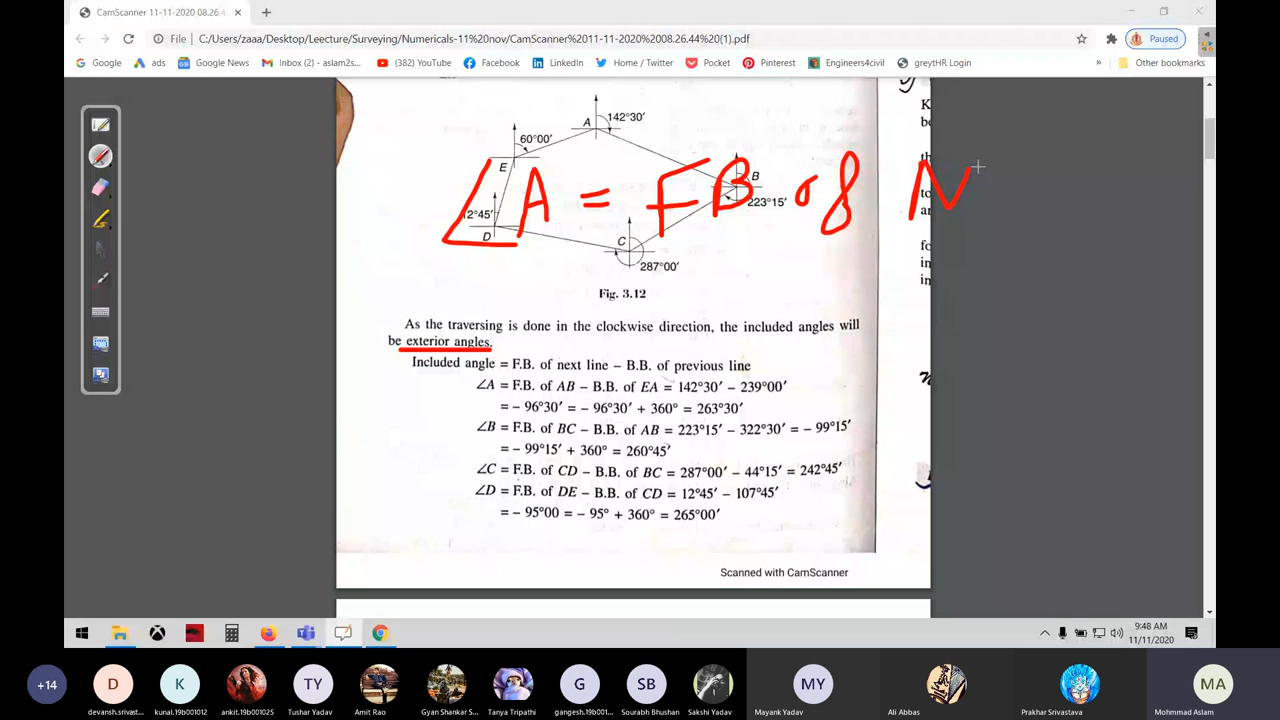 CamScanner 11-11-2020 08.26.4
File C:/Users/zaaa/Desktop/Leecture/Surveying/Numericals-11%20nov/CamScanner%2011-11-2020%2008.26.44%20(1).pdf
Paused
Google ads Google News Inbox (2) - aslam2s... (382) YouTube Facebook LinkedIn Home / Twitter Pocket Pinterest Engineers4civil greytHR Login » Other bookmarks
A 142°30′
60°00′
E
B
223°15′
12°45′
D
C
287°00′
∠A = FB of N
Fig. 3.12
As the traversing is done in the clockwise direction, the included angles will
be exterior angles.
Included angle = F.B. of next line – B.B. of previous line
∠A = F.B. of AB – B.B. of EA = 142°30′ – 239°00′
= – 96°30′ = – 96°30′ + 360° = 263°30′
∠B = F.B. of BC – B.B. of AB = 223°15′ – 322°30′ = – 99°15′
= – 99°15′ + 360° = 260°45′
∠C = F.B. of CD – B.B. of BC = 287°00′ – 44°15′ = 242°45′
∠D = F.B. of DE – B.B. of CD = 12°45′ – 107°45′
= – 95°00 = – 95° + 360° = 265°00′
Scanned with CamScanner
9:48 AM
11/11/2020
+14 D K TY G SB MY MA
devansh.srivast... kunal.19b001012 ankit.19b001025 Tushar Yadav Amit Rao Gyan Shankar S... Tanya Tripathi gangesh.19b001... Sourabh Bhushan Sakshi Yadav Mayank Yadav Ali Abbas Prakhar Srivastava Mohmmad Aslam